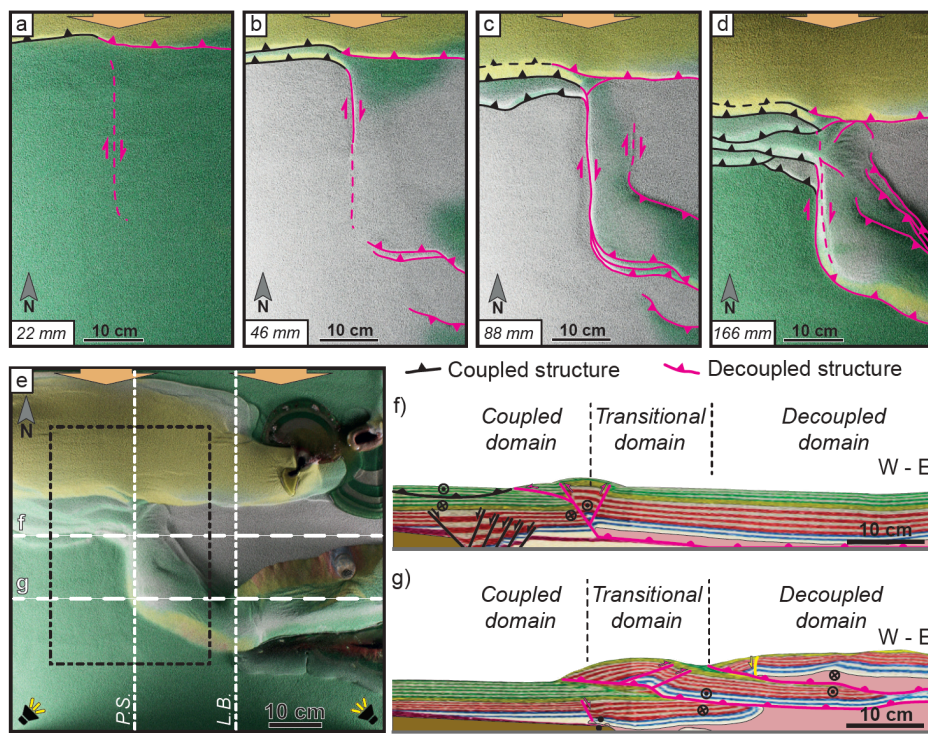 a
b
c
d
N
22 mm
10 cm
N
46 mm
10 cm
N
88 mm
10 cm
N
166 mm
10 cm
Coupled structure
Decoupled structure
e
N
f
g
P.S.
L.B.
10 cm
f)
Coupled
domain
Transitional
domain
Decoupled
domain
W - E
10 cm
g)
Coupled
domain
Transitional
domain
Decoupled
domain
W - E
10 cm